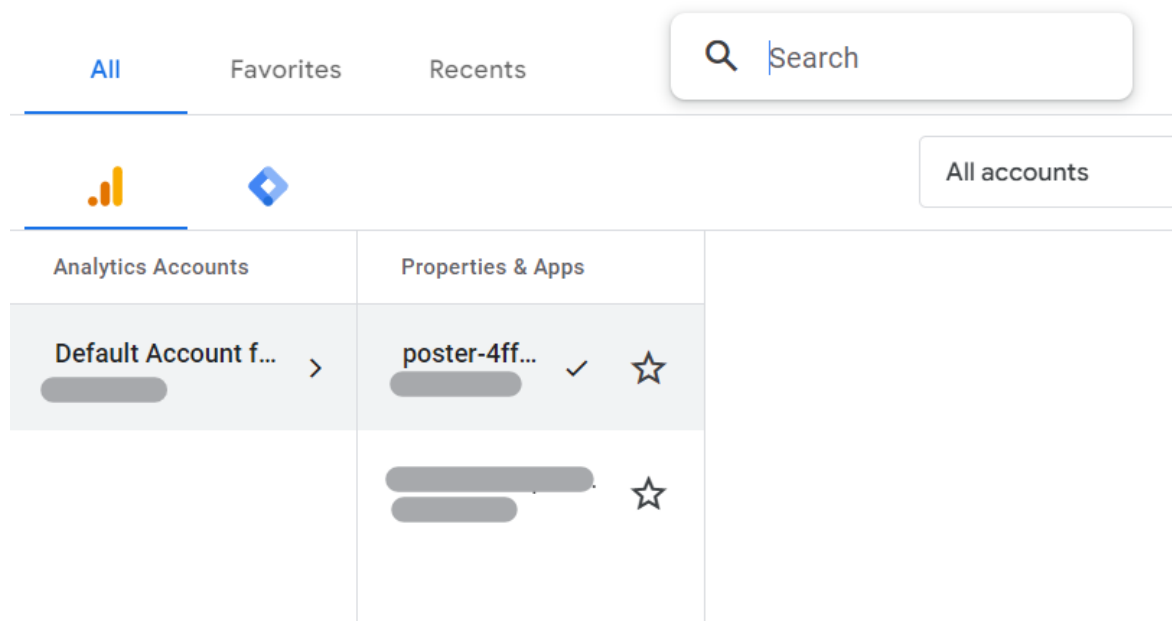 All
Favorites
Recents
Search
All accounts
Analytics Accounts
Properties & Apps
Default Account f...
poster-4ff...